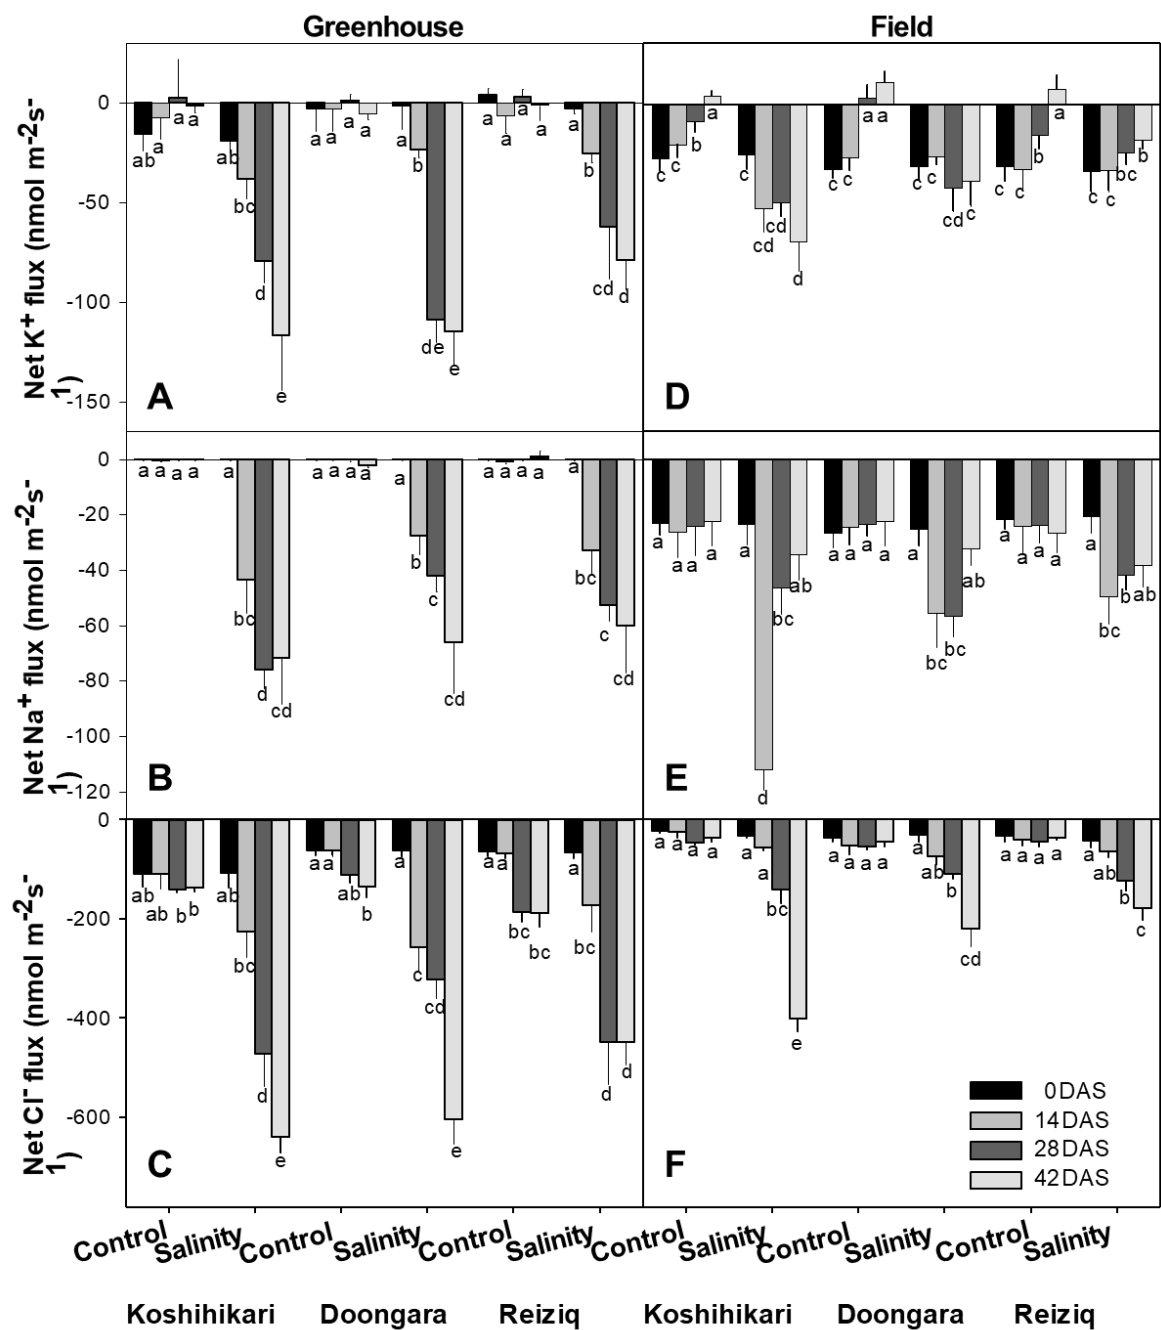 Greenhouse Field
Net K+ flux (nmol m-2s-
1)
0
-50
-100
-150
ab a a a ab bc d e a a a a a b de e a a a a a b cd d
A
c c b a c cd cd d c c a a c c cd c c c b a c c bc b
D
Net Na+ flux (nmol m-2s-
1)
0
-20
-40
-60
-80
-100
-120
a a a a a bc d cd a a a a a b c cd a a a a a bc c cd
B
a a a a a d bc ab a a a a a bc bc ab a a a a a bc b ab
E
Net Cl- flux (nmol m-2s-
1)
0
-200
-400
-600
ab ab b b ab bc d e a a ab b a c cd e a a bc bc a bc d d
C
a a a a a a bc e a a a a a ab b cd a a a a a ab b c
F
0DAS
14DAS
28DAS
42DAS
Control Salinity Control Salinity Control Salinity Control Salinity Control Salinity Control Salinity
Koshihikari Doongara Reiziq Koshihikari Doongara Reiziq